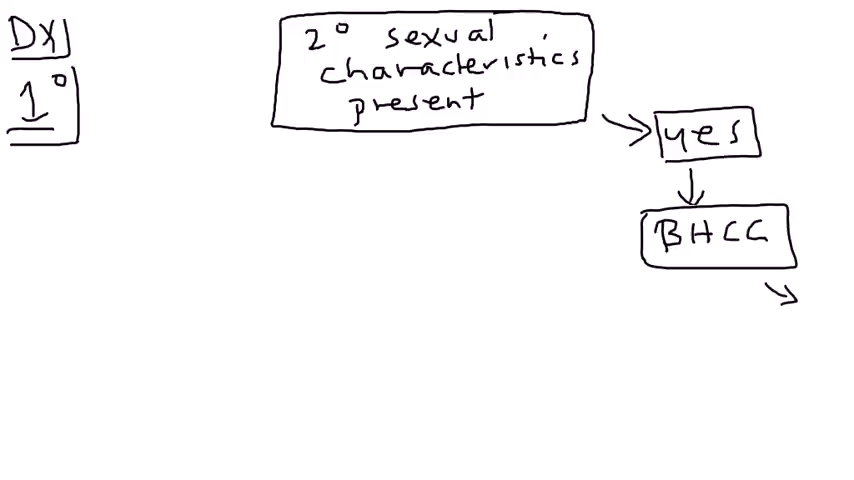 DX
1°
2° sexual
characteristics
present
yes
BHCG